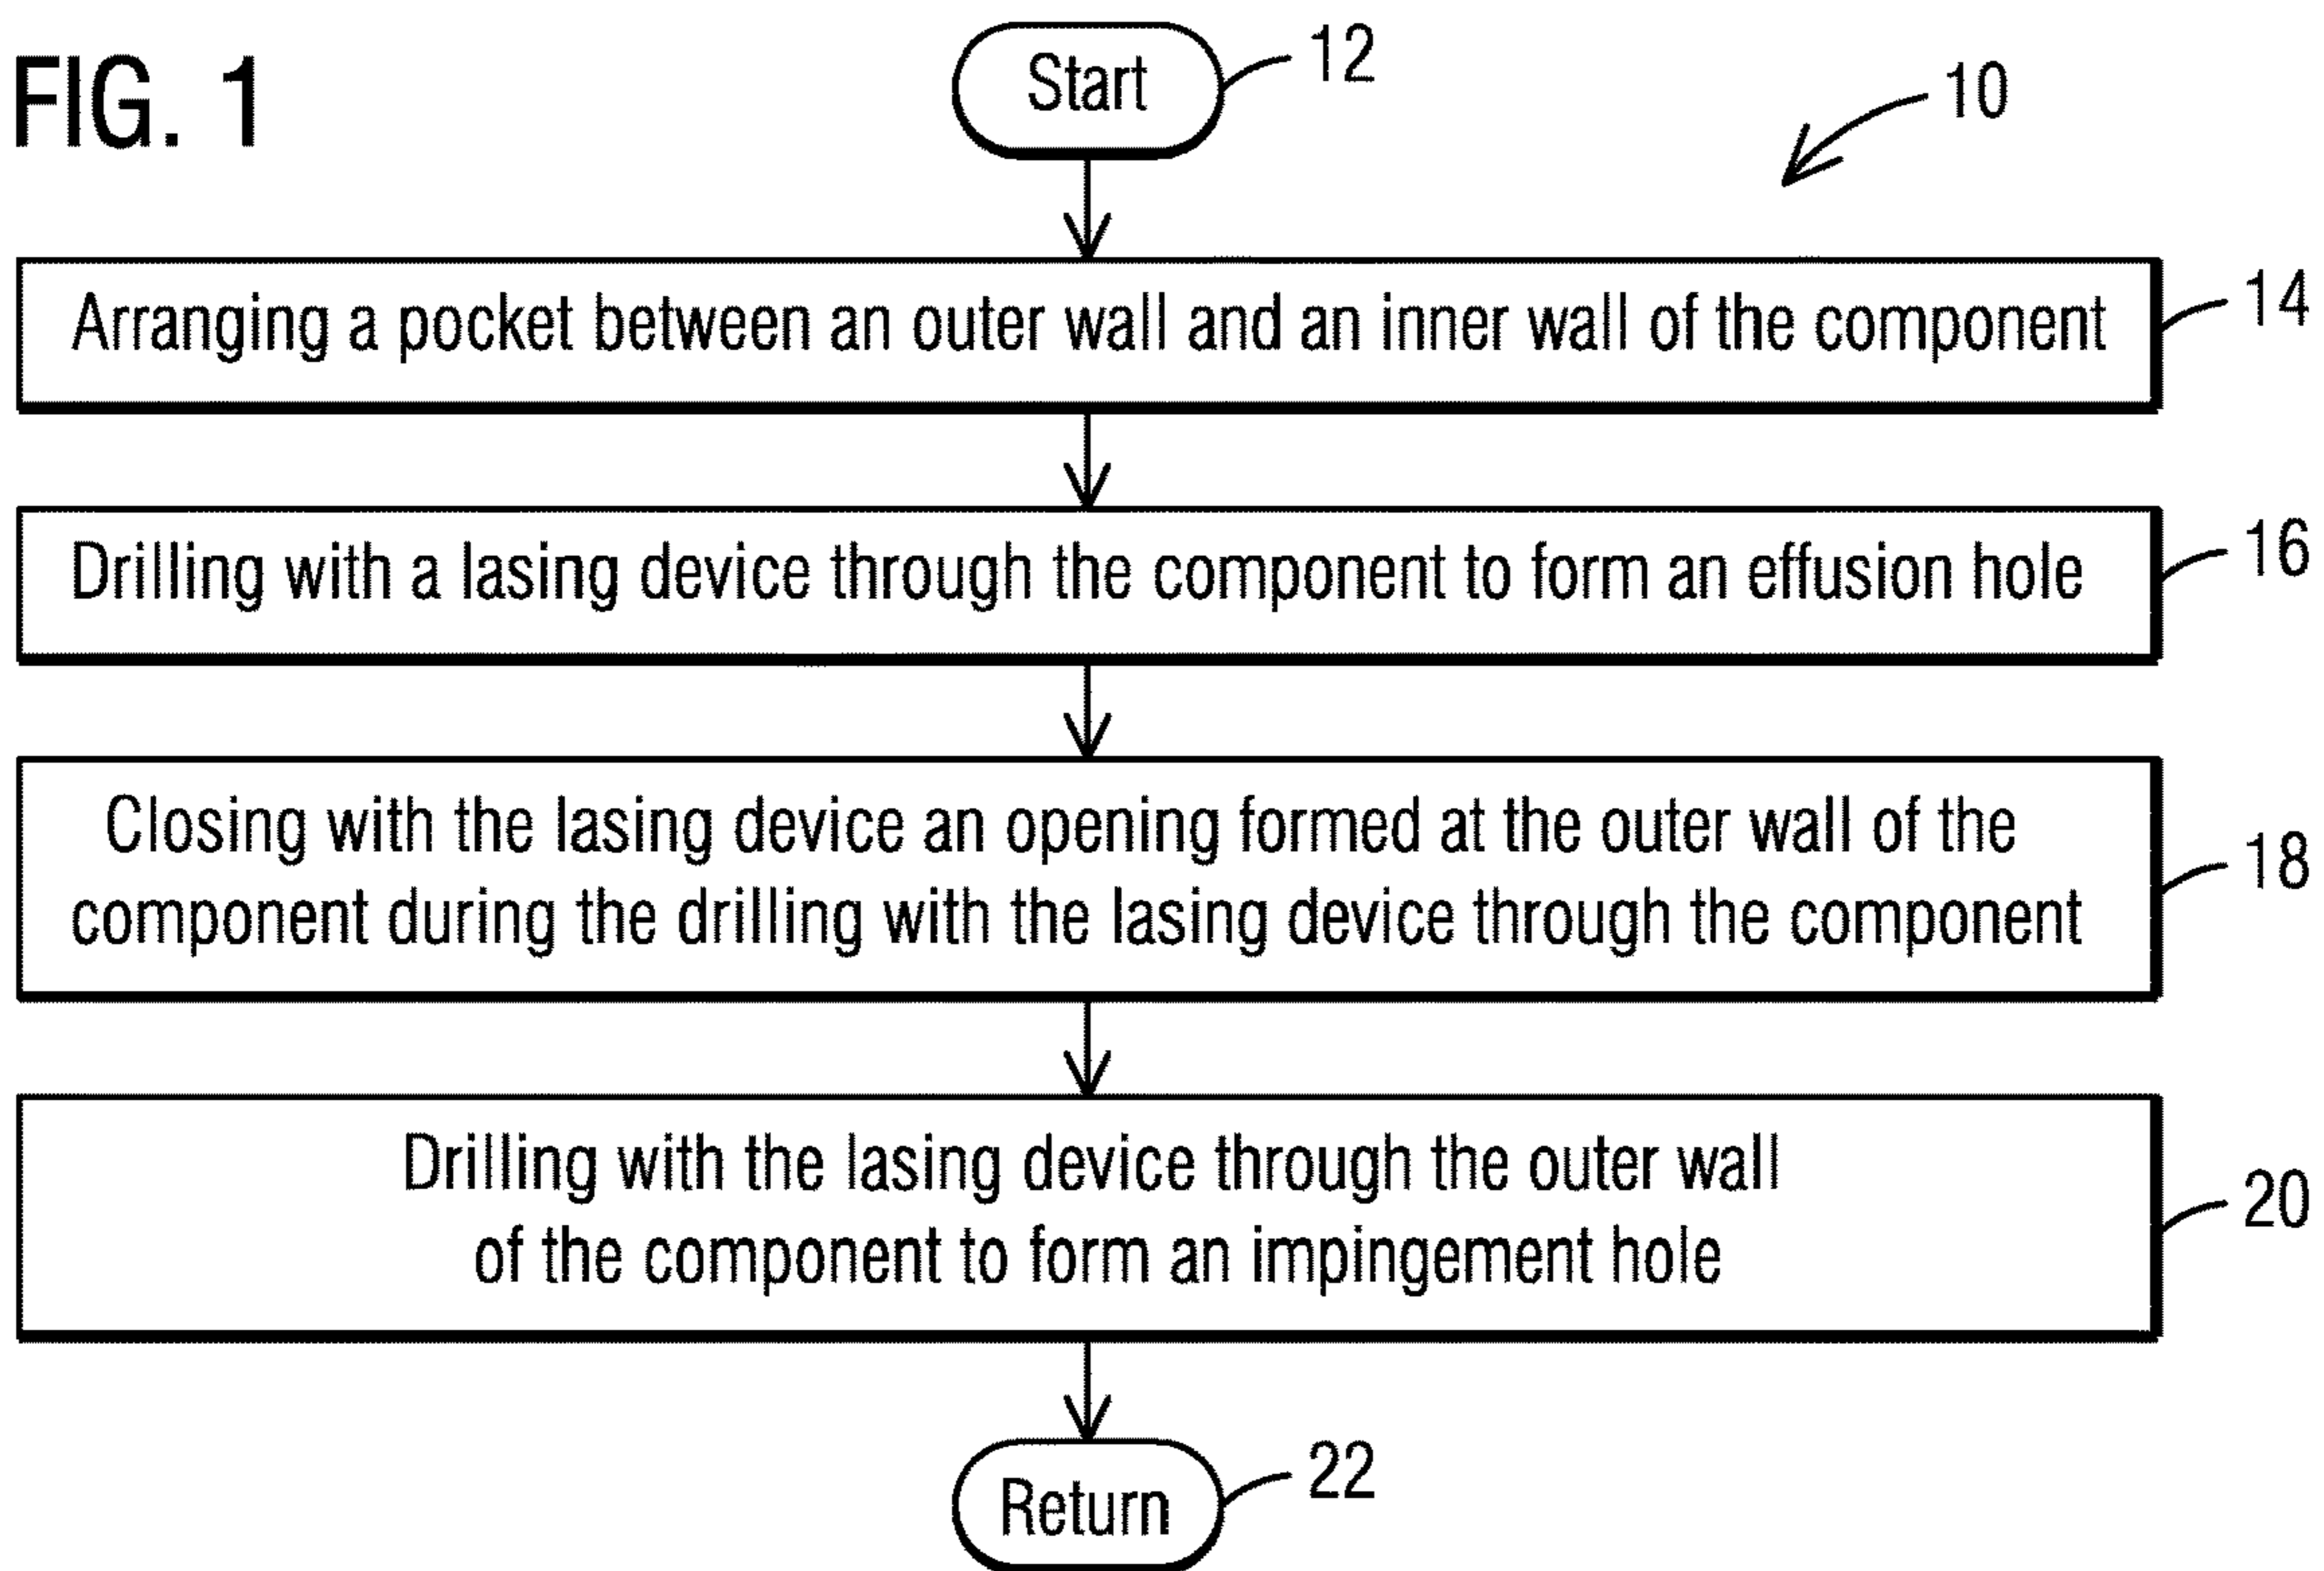 FIG. 1
Start
12
10
Arranging a pocket between an outer wall and an inner wall of the component
14
Drilling with a lasing device through the component to form an effusion hole
16
Closing with the lasing device an opening formed at the outer wall of the
component during the drilling with the lasing device through the component
18
Drilling with the lasing device through the outer wall
of the component to form an impingement hole
20
Return
22